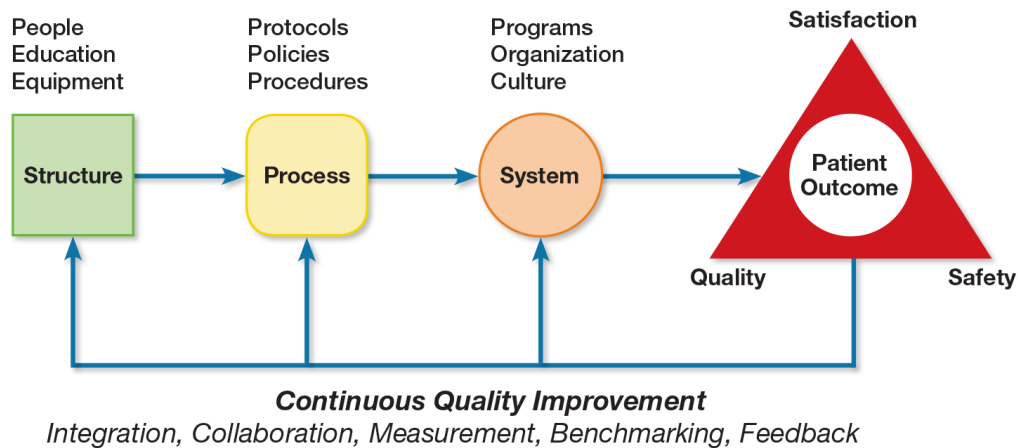 People
Education
Equipment
Structure
Protocols
Policies
Procedures
Process
Programs
Organization
Culture
System
Satisfaction
Patient
Outcome
Quality
Safety
Continuous Quality Improvement
Integration, Collaboration, Measurement, Benchmarking, Feedback